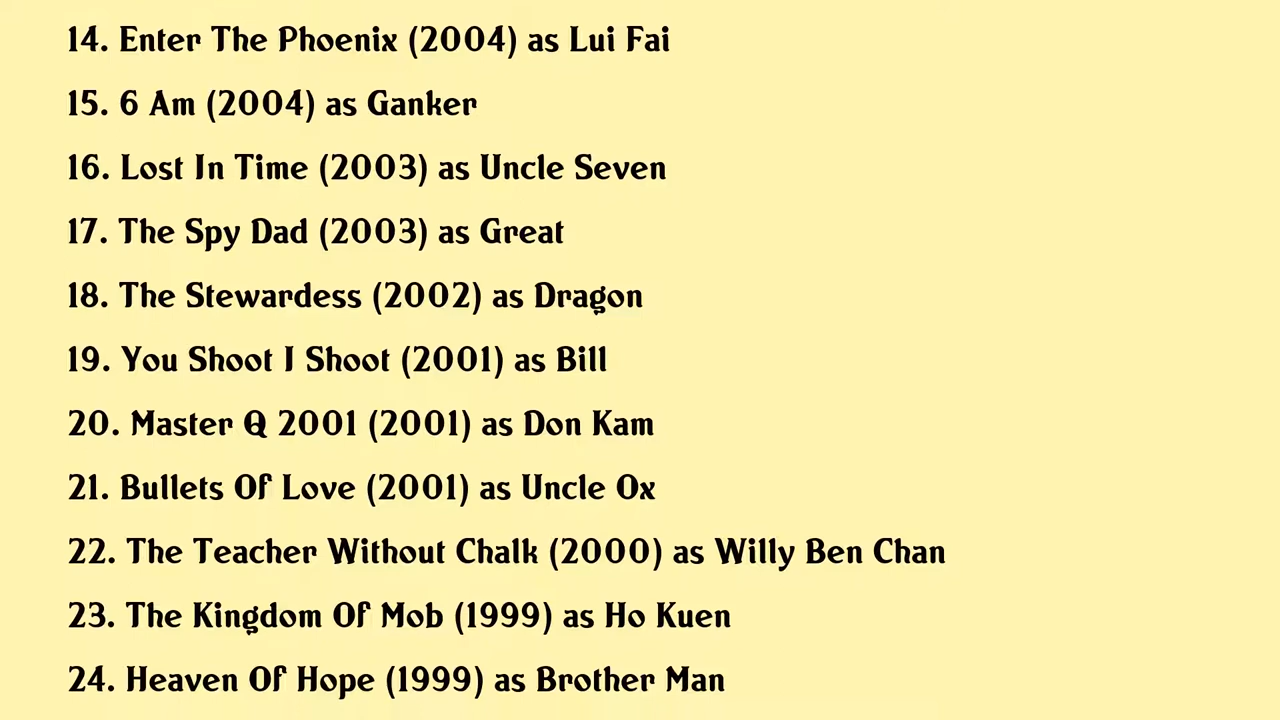 14. Enter The Phoenix (2004) as Lui Fai
15. 6 Am (2004) as Ganker
16. Lost In Time (2003) as Uncle Seven
17. The Spy Dad (2003) as Great
18. The Stewardess (2002) as Dragon
19. You Shoot I Shoot (2001) as Bill
20. Master Q 2001 (2001) as Don Kam
21. Bullets Of Love (2001) as Uncle Ox
22. The Teacher Without Chalk (2000) as Willy Ben Chan
23. The Kingdom Of Mob (1999) as Ho Kuen
24. Heaven Of Hope (1999) as Brother Man